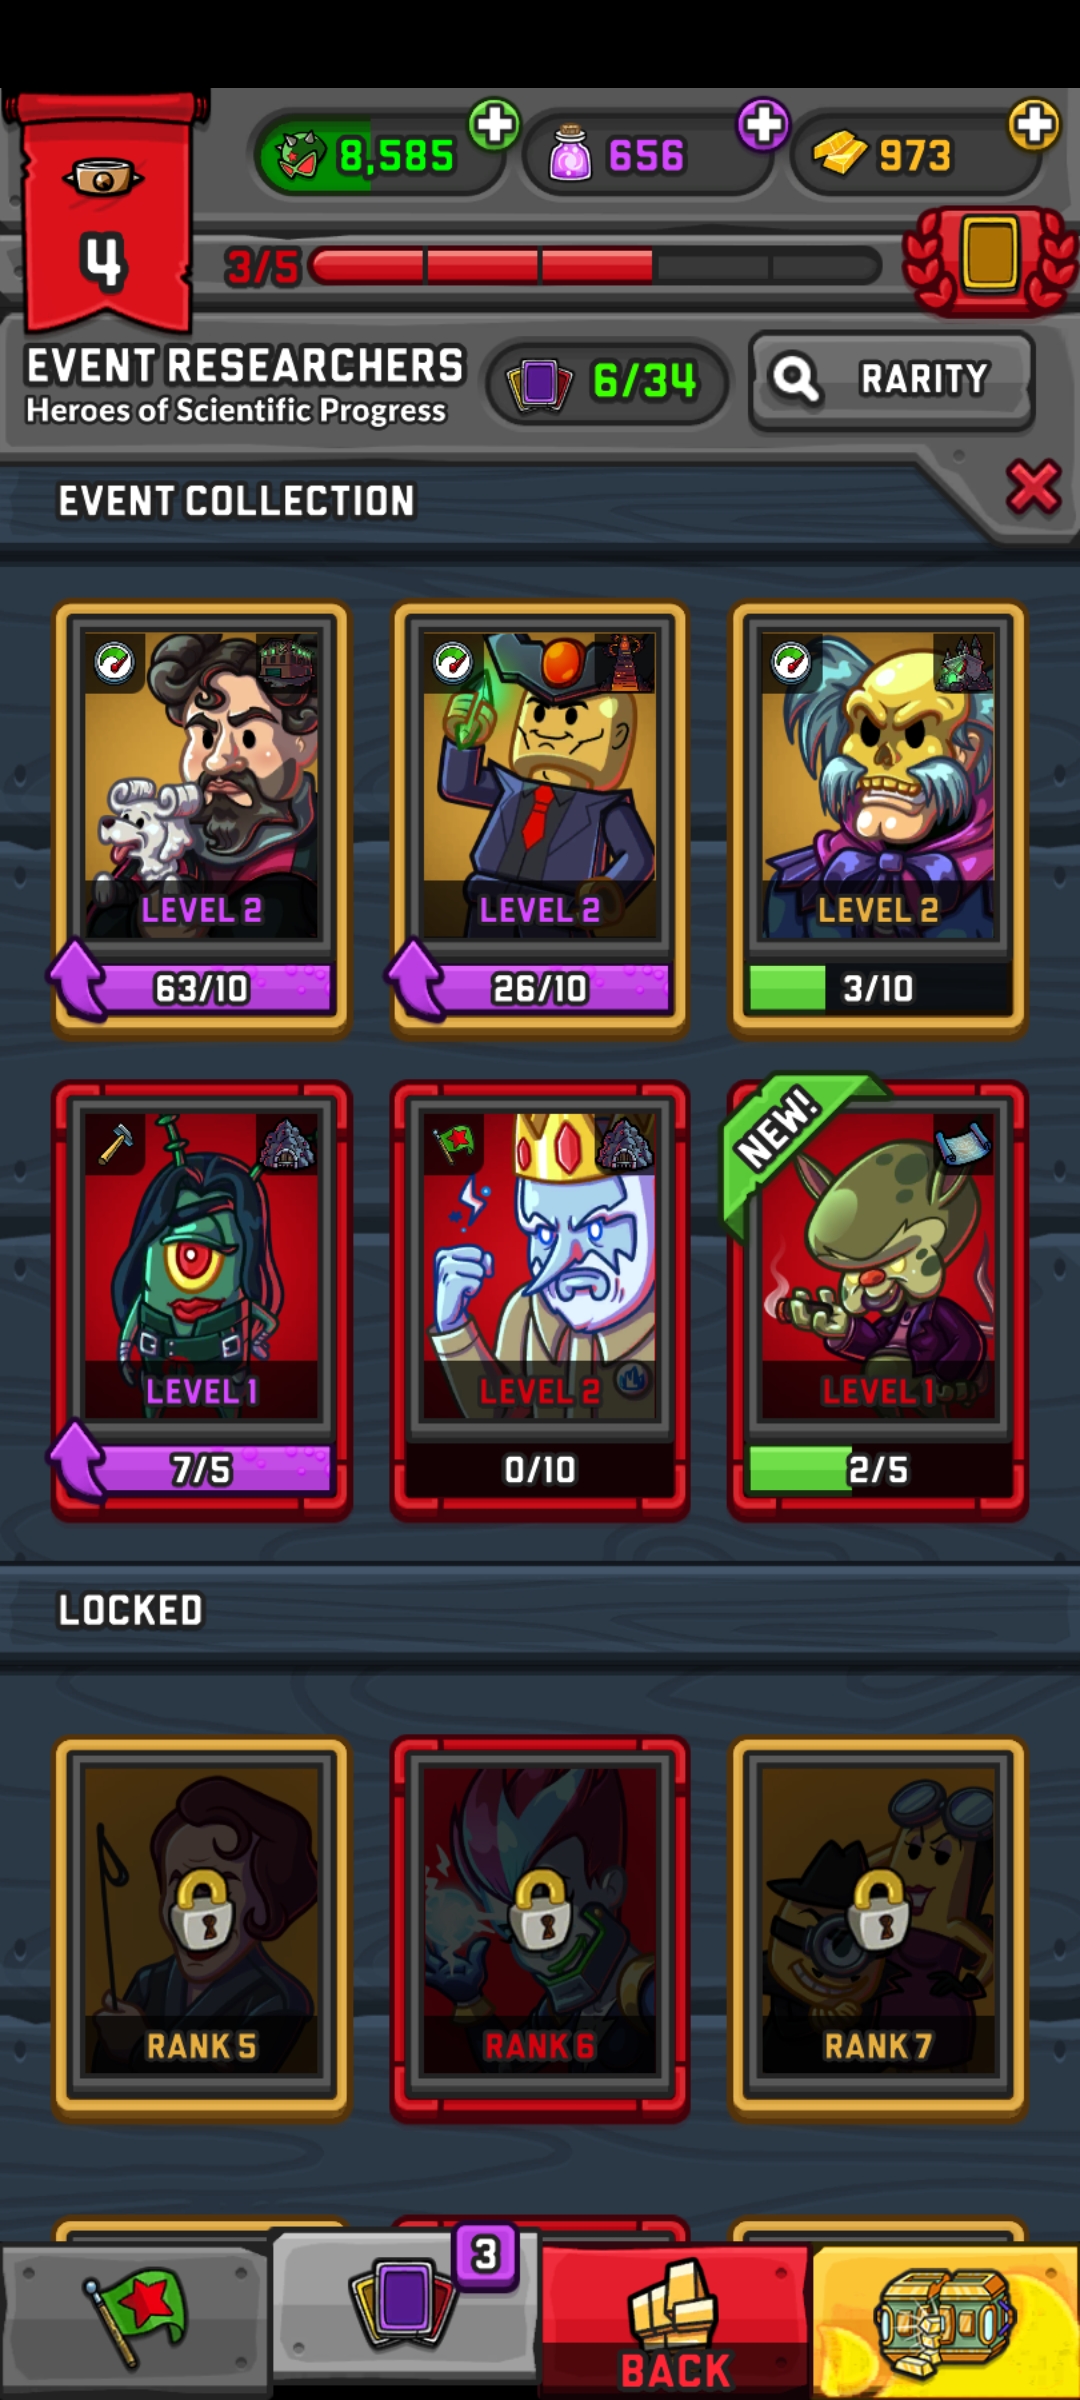 8,585
656
973
4
3/5
EVENT RESEARCHERS
Heroes of Scientific Progress
6/34
RARITY
EVENT COLLECTION
LEVEL 2
LEVEL 2
LEVEL 2
63/10
26/10
3/10
NEW!
LEVEL 1
LEVEL 2
LEVEL 1
7/5
0/10
2/5
LOCKED
RANK 5
RANK 6
RANK 7
3
BACK